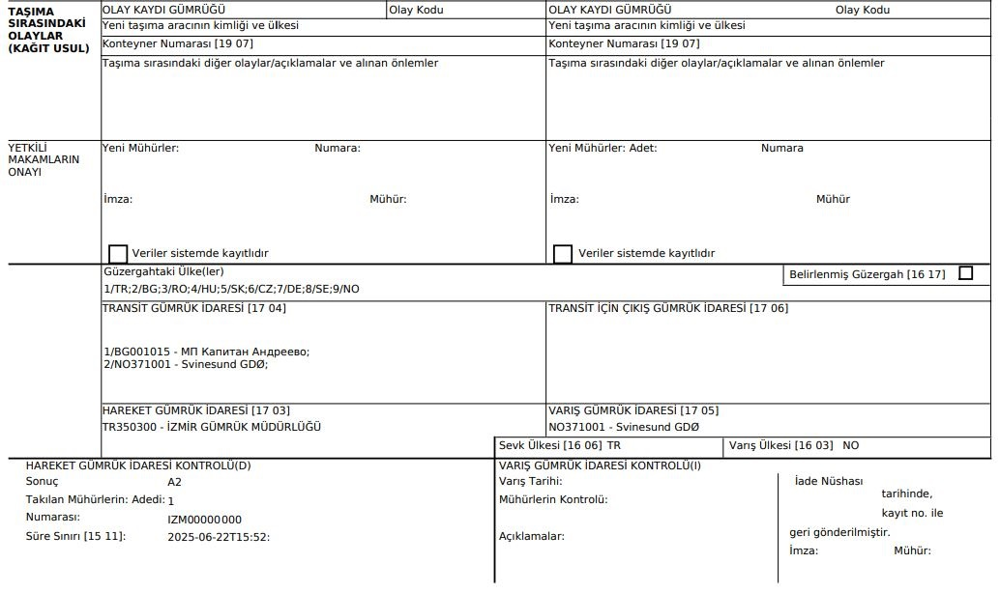 TAŞIMA
SIRASINDAKİ
OLAYLAR
(KAĞIT USUL)
OLAY KAYDI GÜMRÜĞÜ Olay Kodu
Yeni taşıma aracının kimliği ve ülkesi
Konteyner Numarası [19 07]
Taşıma sırasındaki diğer olaylar/açıklamalar ve alınan önlemler
OLAY KAYDI GÜMRÜĞÜ Olay Kodu
Yeni taşıma aracının kimliği ve ülkesi
Konteyner Numarası [19 07]
Taşıma sırasındaki diğer olaylar/açıklamalar ve alınan önlemler
YETKİLİ
MAKAMLARIN
ONAYI
Yeni Mühürler: Numara:
İmza: Mühür:
Veriler sistemde kayıtlıdır
Yeni Mühürler: Adet: Numara
İmza: Mühür
Veriler sistemde kayıtlıdır
Güzergahtaki Ülke(ler)
1/TR;2/BG;3/RO;4/HU;5/SK;6/CZ;7/DE;8/SE;9/NO
Belirlenmiş Güzergah [16 17]
TRANSİT GÜMRÜK İDARESİ [17 04]
1/BG001015 - МП Капитан Андреево;
2/NO371001 - Svinesund GDØ;
TRANSİT İÇİN ÇIKIŞ GÜMRÜK İDARESİ [17 06]
HAREKET GÜMRÜK İDARESİ [17 03]
TR350300 - İZMİR GÜMRÜK MÜDÜRLÜĞÜ
VARIŞ GÜMRÜK İDARESİ [17 05]
NO371001 - Svinesund GDØ
Sevk Ülkesi [16 06] TR
Varış Ülkesi [16 03] NO
HAREKET GÜMRÜK İDARESİ KONTROLÜ(D)
Sonuç A2
Takılan Mühürlerin: Adedi: 1
Numarası: IZM00000000
Süre Sınırı [15 11]: 2025-06-22T15:52:
VARIŞ GÜMRÜK İDARESİ KONTROLÜ(I)
Varış Tarihi:
Mühürlerin Kontrolü:
Açıklamalar:
İade Nüshası
tarihinde,
kayıt no. ile
geri gönderilmiştir.
İmza: Mühür: